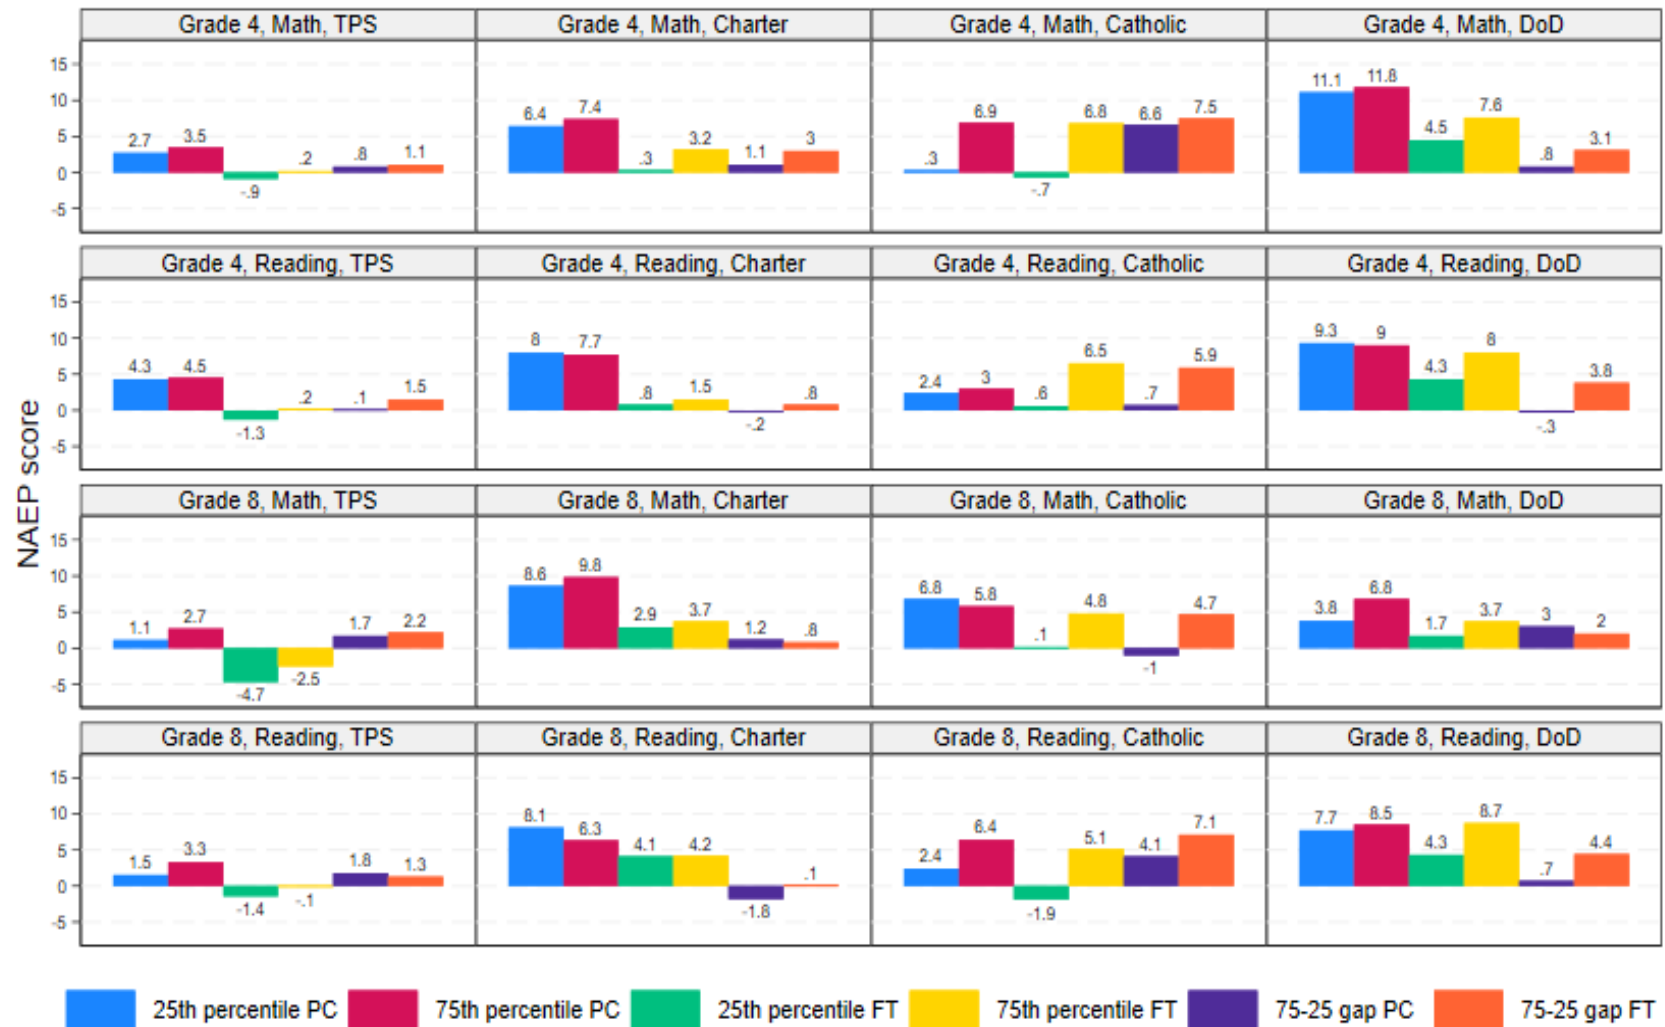 Grade 4, Math, TPS Grade 4, Math, Charter Grade 4, Math, Catholic Grade 4, Math, DoD
15
10
5
0
-5
2.7 3.5 -.9 .2 .8 1.1
6.4 7.4 .3 3.2 1.1 3
.3 6.9 -.7 6.8 6.6 7.5
11.1 11.8 4.5 7.6 .8 3.1
Grade 4, Reading, TPS Grade 4, Reading, Charter Grade 4, Reading, Catholic Grade 4, Reading, DoD
15
10
5
0
-5
4.3 4.5 -1.3 .2 .1 1.5
8 7.7 .8 1.5 -.2 .8
2.4 3 .6 6.5 .7 5.9
9.3 9 4.3 8 -.3 3.8
NAEP score
Grade 8, Math, TPS Grade 8, Math, Charter Grade 8, Math, Catholic Grade 8, Math, DoD
15
10
5
0
-5
1.1 2.7 -4.7 -2.5 1.7 2.2
8.6 9.8 2.9 3.7 1.2 .8
6.8 5.8 .1 4.8 -1 4.7
3.8 6.8 1.7 3.7 3 2
Grade 8, Reading, TPS Grade 8, Reading, Charter Grade 8, Reading, Catholic Grade 8, Reading, DoD
15
10
5
0
-5
1.5 3.3 -1.4 -.1 1.8 1.3
8.1 6.3 4.1 4.2 -1.8 .1
2.4 6.4 -1.9 5.1 4.1 7.1
7.7 8.5 4.3 8.7 .7 4.4
25th percentile PC 75th percentile PC 25th percentile FT 75th percentile FT 75-25 gap PC 75-25 gap FT